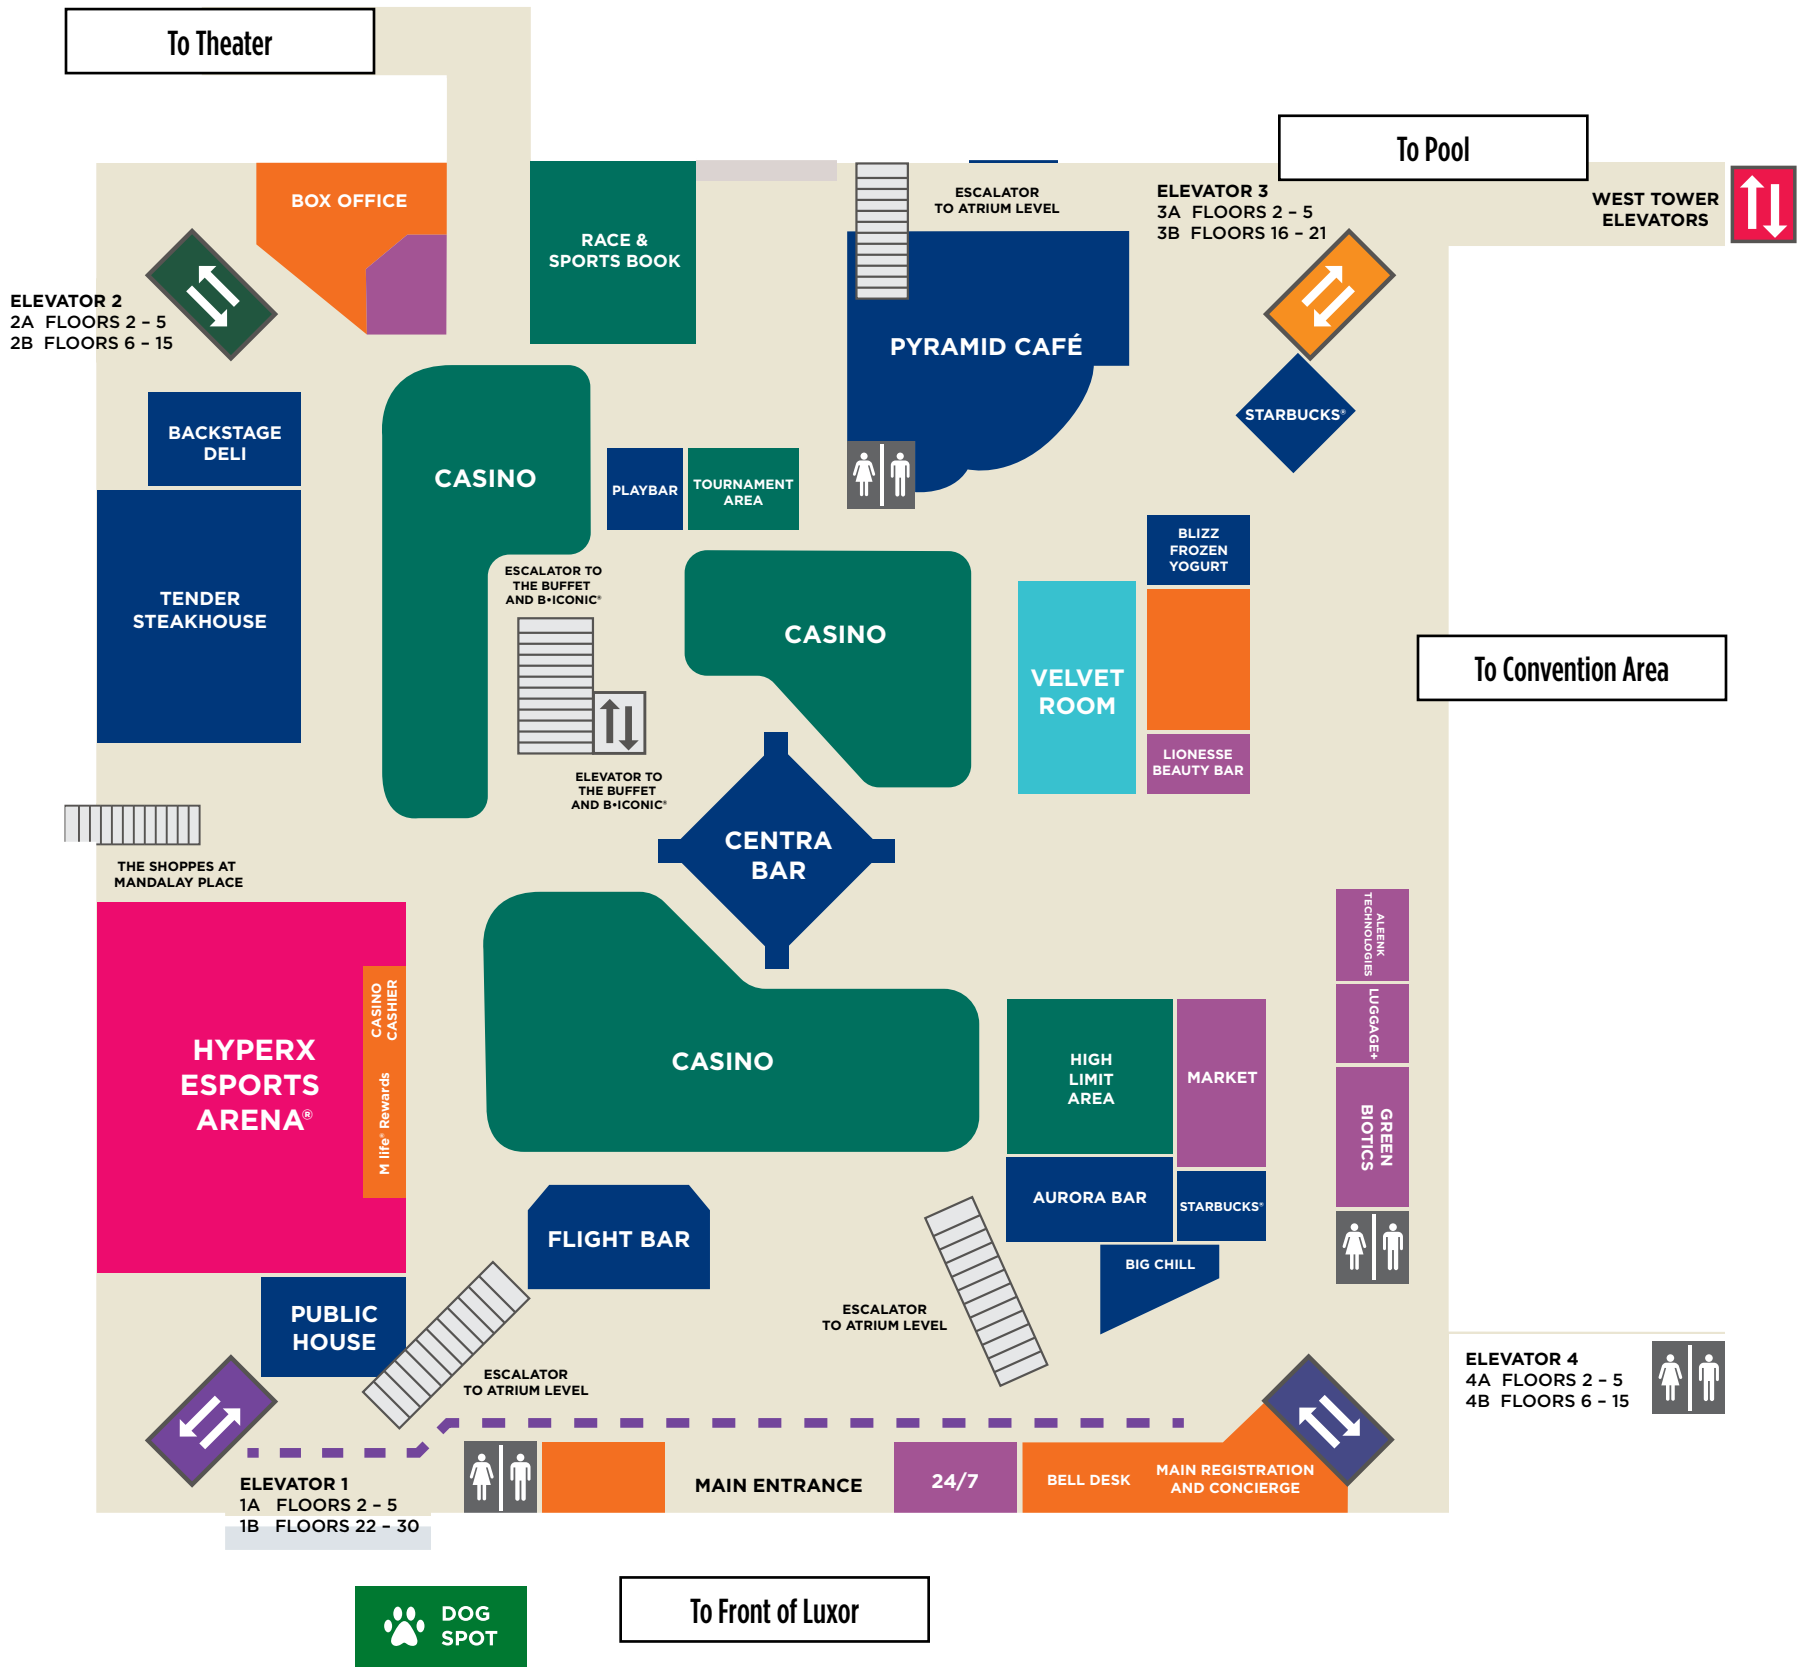 To Theater
To Pool
BOX OFFICE
RACE &
SPORTS BOOK
ESCALATOR
TO ATRIUM LEVEL
ELEVATOR 3
3A FLOORS 2 – 5
3B FLOORS 16 – 21
WEST TOWER
ELEVATORS
ELEVATOR 2
2A FLOORS 2 – 5
2B FLOORS 6 – 15
PYRAMID CAFÉ
STARBUCKS®
BACKSTAGE
DELI
CASINO
PLAYBAR
TOURNAMENT
AREA
BLIZZ
FROZEN
YOGURT
TENDER
STEAKHOUSE
ESCALATOR TO
THE BUFFET
AND B•ICONIC®
CASINO
VELVET
ROOM
To Convention Area
LIONESSE
BEAUTY BAR
ELEVATOR TO
THE BUFFET
AND B•ICONIC®
CENTRA
BAR
THE SHOPPES AT
MANDALAY PLACE
ALEENK
TECHNOLOGIES
LUGGAGE+
GREEN
BIOTICS
CASINO
CASHIER
M life® Rewards
HYPERX
ESPORTS
ARENA®
CASINO
HIGH
LIMIT
AREA
MARKET
AURORA BAR
STARBUCKS®
FLIGHT BAR
BIG CHILL
PUBLIC
HOUSE
ESCALATOR
TO ATRIUM LEVEL
ESCALATOR
TO ATRIUM LEVEL
ELEVATOR 4
4A FLOORS 2 – 5
4B FLOORS 6 – 15
ELEVATOR 1
1A FLOORS 2 – 5
1B FLOORS 22 – 30
MAIN ENTRANCE
24/7
BELL DESK
MAIN REGISTRATION
AND CONCIERGE
DOG
SPOT
To Front of Luxor